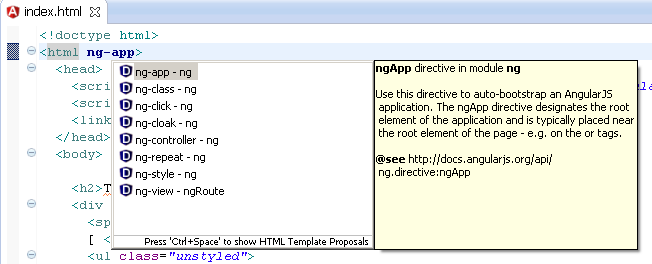 index.html
<!doctype html>
<html ng-app>
<head>
<scr
<scr
<link
</head>
<body>
<h2>T
<div
<sp
[ <
<ul class="unstyled">
ng-app - ng
ng-class - ng
ng-click - ng
ng-cloak - ng
ng-controller - ng
ng-repeat - ng
ng-style - ng
ng-view - ngRoute
Press 'Ctrl+Space' to show HTML Template Proposals
ngApp directive in module ng
Use this directive to auto-bootstrap an AngularJS
application. The ngApp directive designates the root
element of the application and is typically placed near
the root element of the page - e.g. on the or tags.
@see http://docs.angularjs.org/api/
ng.directive:ngApp